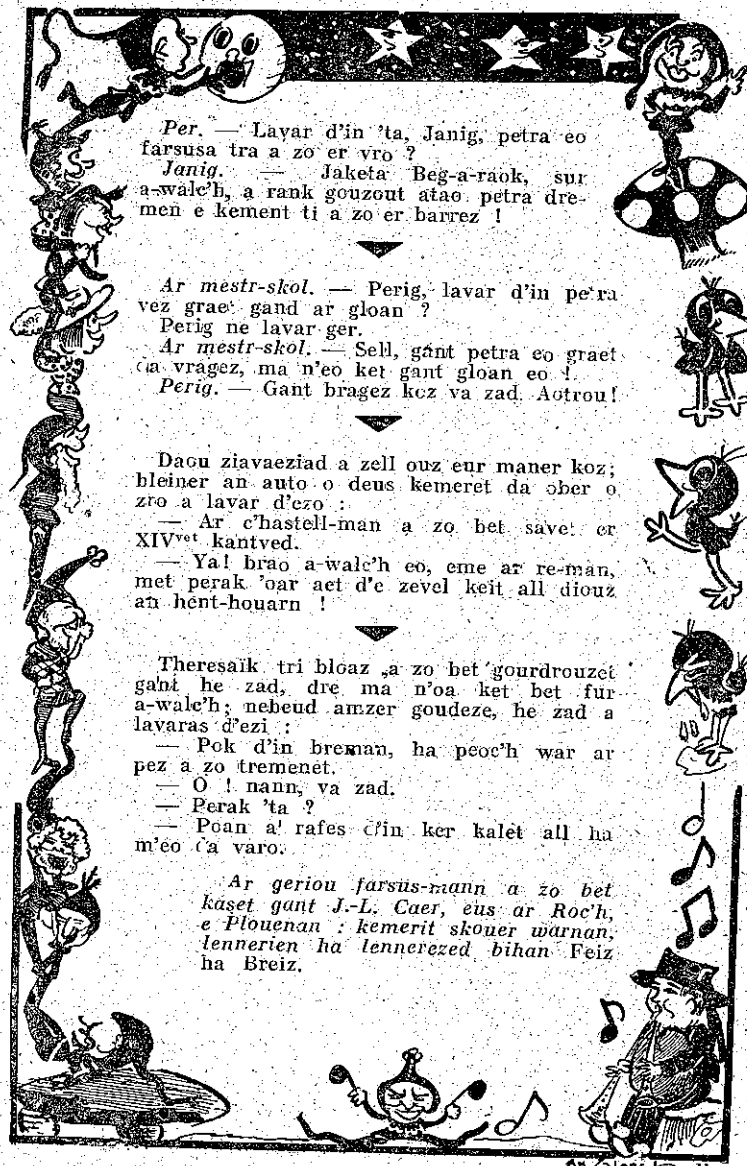 Per. — Lavar d'in 'ta, Janig, petra eo
farsusa tra a zo er vro ?
Janig. — Jaketa Beg-a-raok, sur
a-walc'h, a rank gouzout atao petra dre-
men e kement ti a zo er barrez !
Ar mestr-skol. — Perig, lavar d'in petra
vez graet gand ar gloan ?
Perig ne lavar ger.
Ar mestr-skol. — Sell, gant petra eo graet
da vragez, ma n'eo ket gant gloan eo !
Perig. — Gant bragez koz va zad, Aotrou!
Daou ziavaeziad a zell ouz eur maner koz;
bleiner an auto o deus kemeret da ober o
zro a lavar d'ezo :
— Ar c'hastell-man a zo bet savet er
XIVvet kantved.
— Ya! brao a-walc'h eo, eme ar re-man,
met perak 'oar aet d'e zevel keit all diouz
an hent-houarn !
Theresaïk tri bloaz, a zo bet gourdrouzet
gant he zad, dre ma n'oa ket bet fur
a-walc'h; nebeud amzer goudeze, he zad a
lavaras d'ezi :
— Pok d'in breman, ha peoc'h war ar
pez a zo tremenet.
— O ! nann, va zad.
— Perak 'ta ?
— Poan a' rafes d'in ker kalet all ha
m'eo da varo.
Ar geriou farsus-mann a zo bet
kaset gant J.-L. Caer, eus ar Roc'h,
e Plouenan : kemerit skouer warnan,
lennerien ha lennerezed bihan Feiz
ha Breiz.